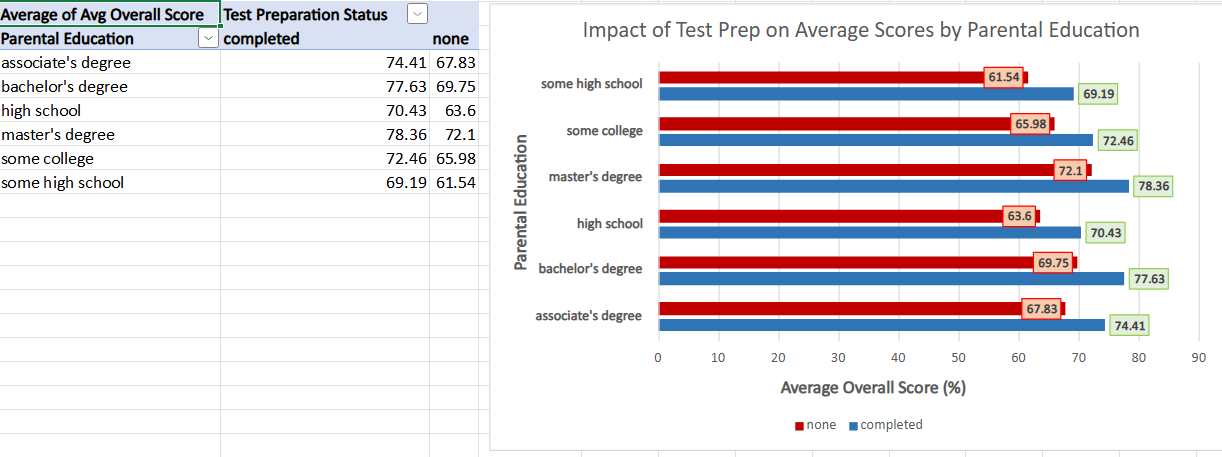 Average of Avg Overall Score Test Preparation Status
Parental Education completed none
associate's degree 74.41 67.83
bachelor's degree 77.63 69.75
high school 70.43 63.6
master's degree 78.36 72.1
some college 72.46 65.98
some high school 69.19 61.54
Impact of Test Prep on Average Scores by Parental Education
Parental Education
some high school 61.54
69.19
some college 65.98
72.46
master's degree 72.1
78.36
high school 63.6
70.43
bachelor's degree 69.75
77.63
associate's degree 67.83
74.41
0 10 20 30 40 50 60 70 80 90
Average Overall Score (%)
none completed